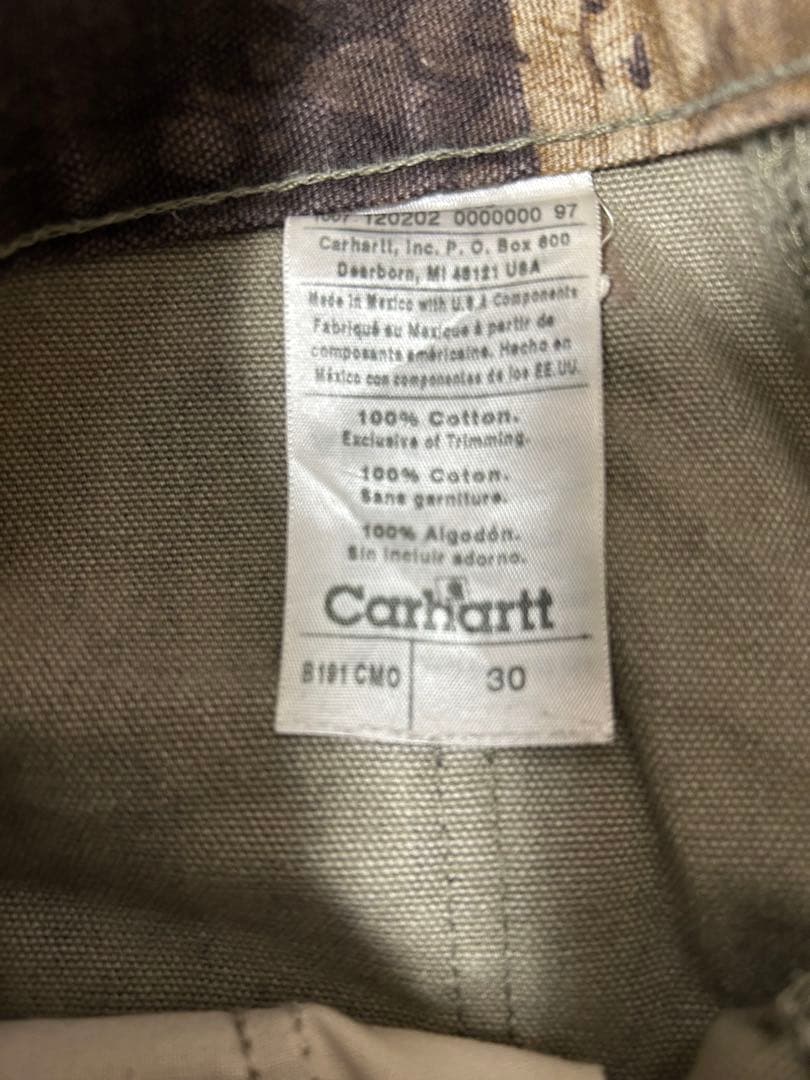 120202 0000000 97
Carhartt, Inc. P. O. Box 600
Dearborn, MI 48121 USA
Made in Mexico with U.S.A Components
Fabriqué au Mexique à partir de
composants américains. Hecho en
México con componentes de los EE.UU.
100% Cotton.
Exclusive of Trimming.
100% Coton.
Sans garniture.
100% Algodón.
Sin incluir adorno.
Carhartt
B191 CMO
30